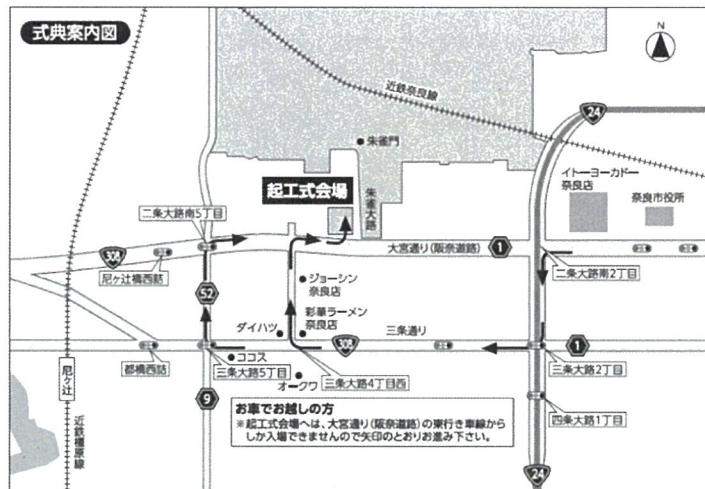 式典案内図
N
近鉄奈良線
24
朱雀門
イトーヨーカドー
奈良店
奈良市役所
起工式会場
朱雀大路
二条大路南5丁目
大宮通り(阪奈道路)
1
308
尼ヶ辻橋西詰
二条大路南2丁目
ジョーシン
奈良店
52
彩華ラーメン
奈良店
ダイハツ
三条通り
308
1
都橋西詰
ココス
三条大路5丁目
オークワ
三条大路4丁目西
三条大路2丁目
尼ヶ辻
9
四条大路1丁目
近鉄橿原線
お車でお越しの方
※起工式会場へは、大宮通り(阪奈道路)の東行き車線から
しか入場できませんので矢印のとおりお進み下さい。
24